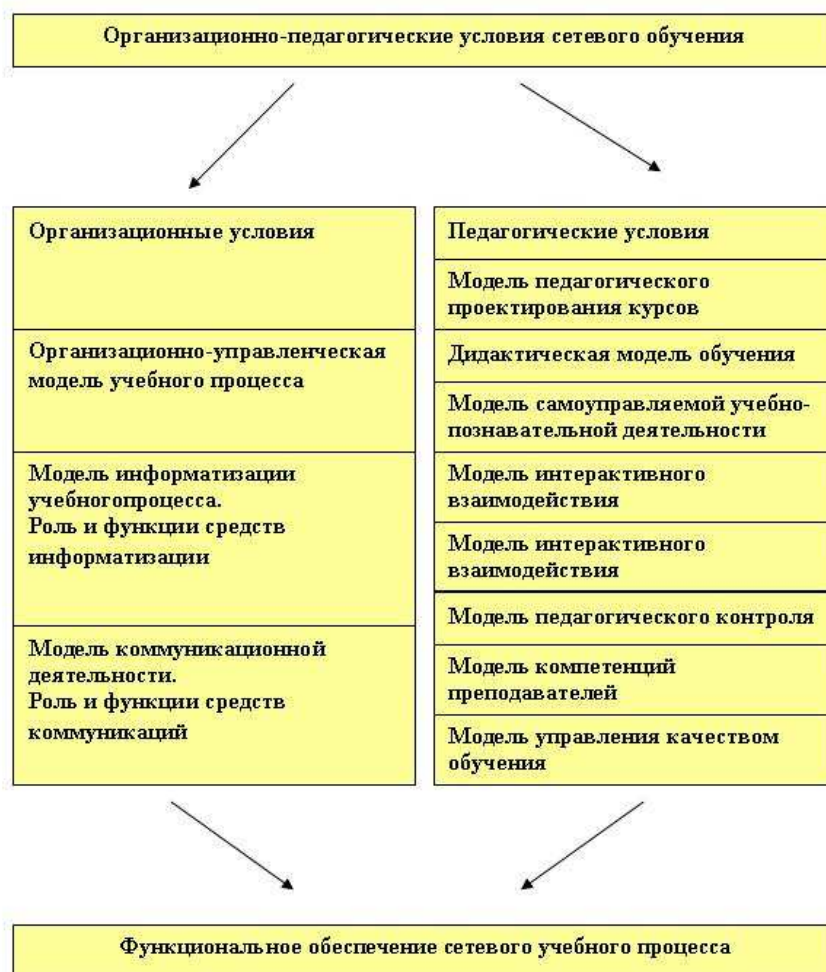 Организационно-педагогические условия сетевого обучения
Организационные условия
Организационно-управленческая
модель учебного процесса
Модель информатизации
учебногопроцесса.
Роль и функции средств
информатизации
Модель коммуникационной
деятельности.
Роль и функции средств
коммуникаций
Педагогические условия
Модель педагогического
проектирования курсов
Дидактическая модель обучения
Модель самоуправляемой учебно-
познавательной деятельности
Модель интерактивного
взаимодействия
Модель интерактивного
взаимодействия
Модель педагогического контроля
Модель компетенций
преподавателей
Модель управления качеством
обучения
Функциональное обеспечение сетевого учебного процесса